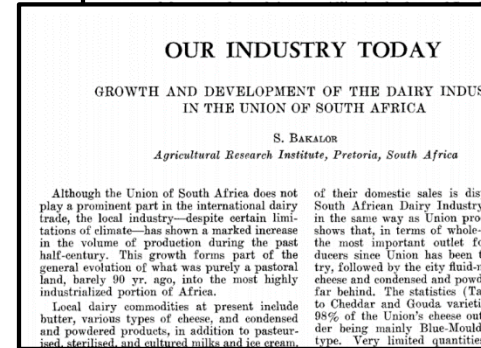 OUR INDUSTRY TODAY
GROWTH AND DEVELOPMENT OF THE DAIRY INDUS
IN THE UNION OF SOUTH AFRICA
S. BAKALOR
Agricultural Research Institute, Pretoria, South Africa
Although the Union of South Africa does not
play a prominent part in the international dairy
trade, the local industry—despite certain limi-
tations of climate—has shown a marked increase
in the volume of production during the past
half-century. This growth forms part of the
general evolution of what was purely a pastoral
land, barely 90 yr. ago, into the most highly
industrialized portion of Africa.
Local dairy commodities at present include
butter, various types of cheese, and condensed
and powdered products, in addition to pasteur-
ised, sterilised, and cultured milks and ice cream.
of their domestic sales is dis
South African Dairy Industry
in the same way as Union pro
shows that, in terms of whole-
the most important outlet fo
ducers since Union has been t
try, followed by the city fluid-m
cheese and condensed and powd
far behind. The statistics (Ta
to Cheddar and Gouda varieti
98% of the Union's cheese out
der being mainly Blue-Mould
type. Very limited quantitie